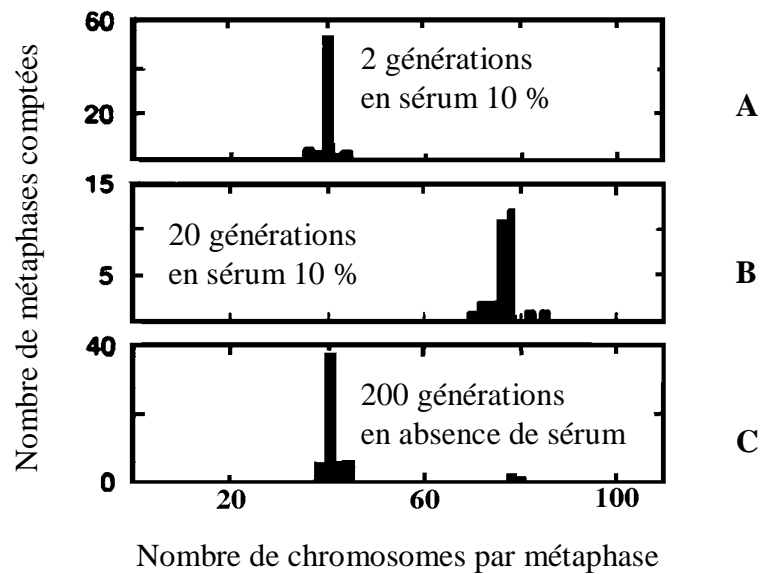 Nombre de métaphases comptées
60
20
2 générations
en sérum 10 %
A
15
5
20 générations
en sérum 10 %
B
40
0
200 générations
en absence de sérum
C
20 60 100
Nombre de chromosomes par métaphase